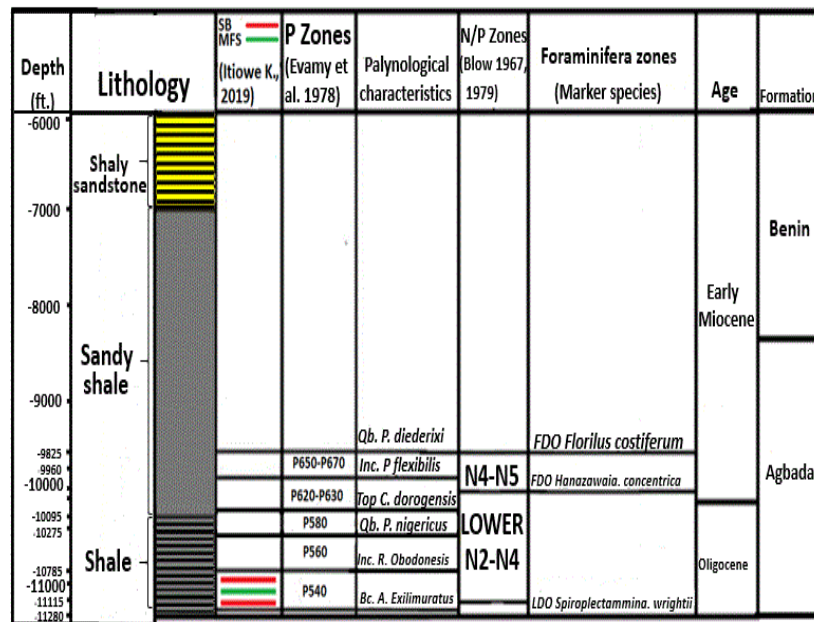 Depth
(ft.)
Lithology
SB
MFS
(Itiowe K.,
2019)
P Zones
(Evamy et
al. 1978)
Palynological
characteristics
N/P Zones
(Blow 1967,
1979)
Foraminifera zones
(Marker species)
Age
Formation
-6000
-7000
-8000
-9000
-9825
-9960
-10000
-10095
-10275
-10785
-11000
-11115
-11280
Shaly
sandstone
Sandy
shale
Shale
P650-P670
P620-P630
P580
P560
P540
Qb. P. diederixi
Inc. P flexibilis
Top C. dorogensis
Qb. P. nigericus
Inc. R. Obodonesis
Bc. A. Exilimuratus
N4-N5
LOWER
N2-N4
FDO Florilus costiferum
FDO Hanazawaia. concentrica
LDO Spiroplectammina. wrightii
Early
Miocene
Oligocene
Benin
Agbada